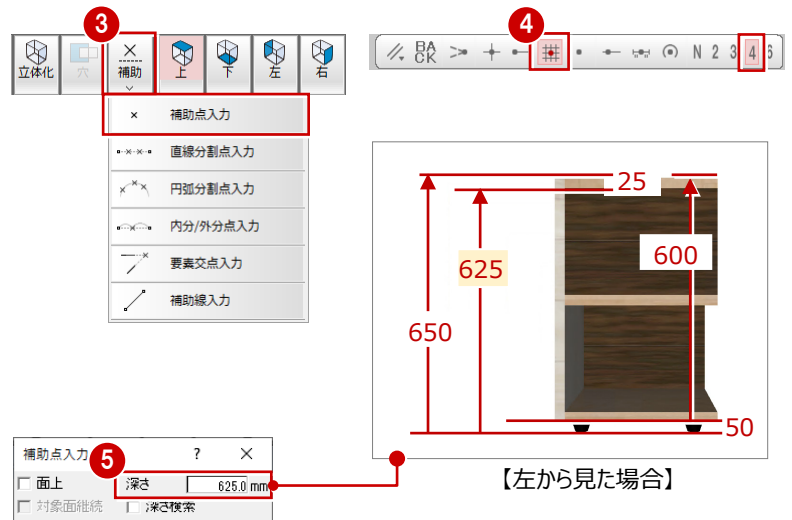 3
立体化 穴 補助 上 下 左 右
補助点入力
直線分割点入力
円弧分割点入力
内分/外分点入力
要素交点入力
補助線入力
4
BACK N 2 3 4 6
25
625
600
650
50
【左から見た場合】
補助点入力 ? ×
5
面上 深さ 625.0 mm
対象面継続 深さ検索